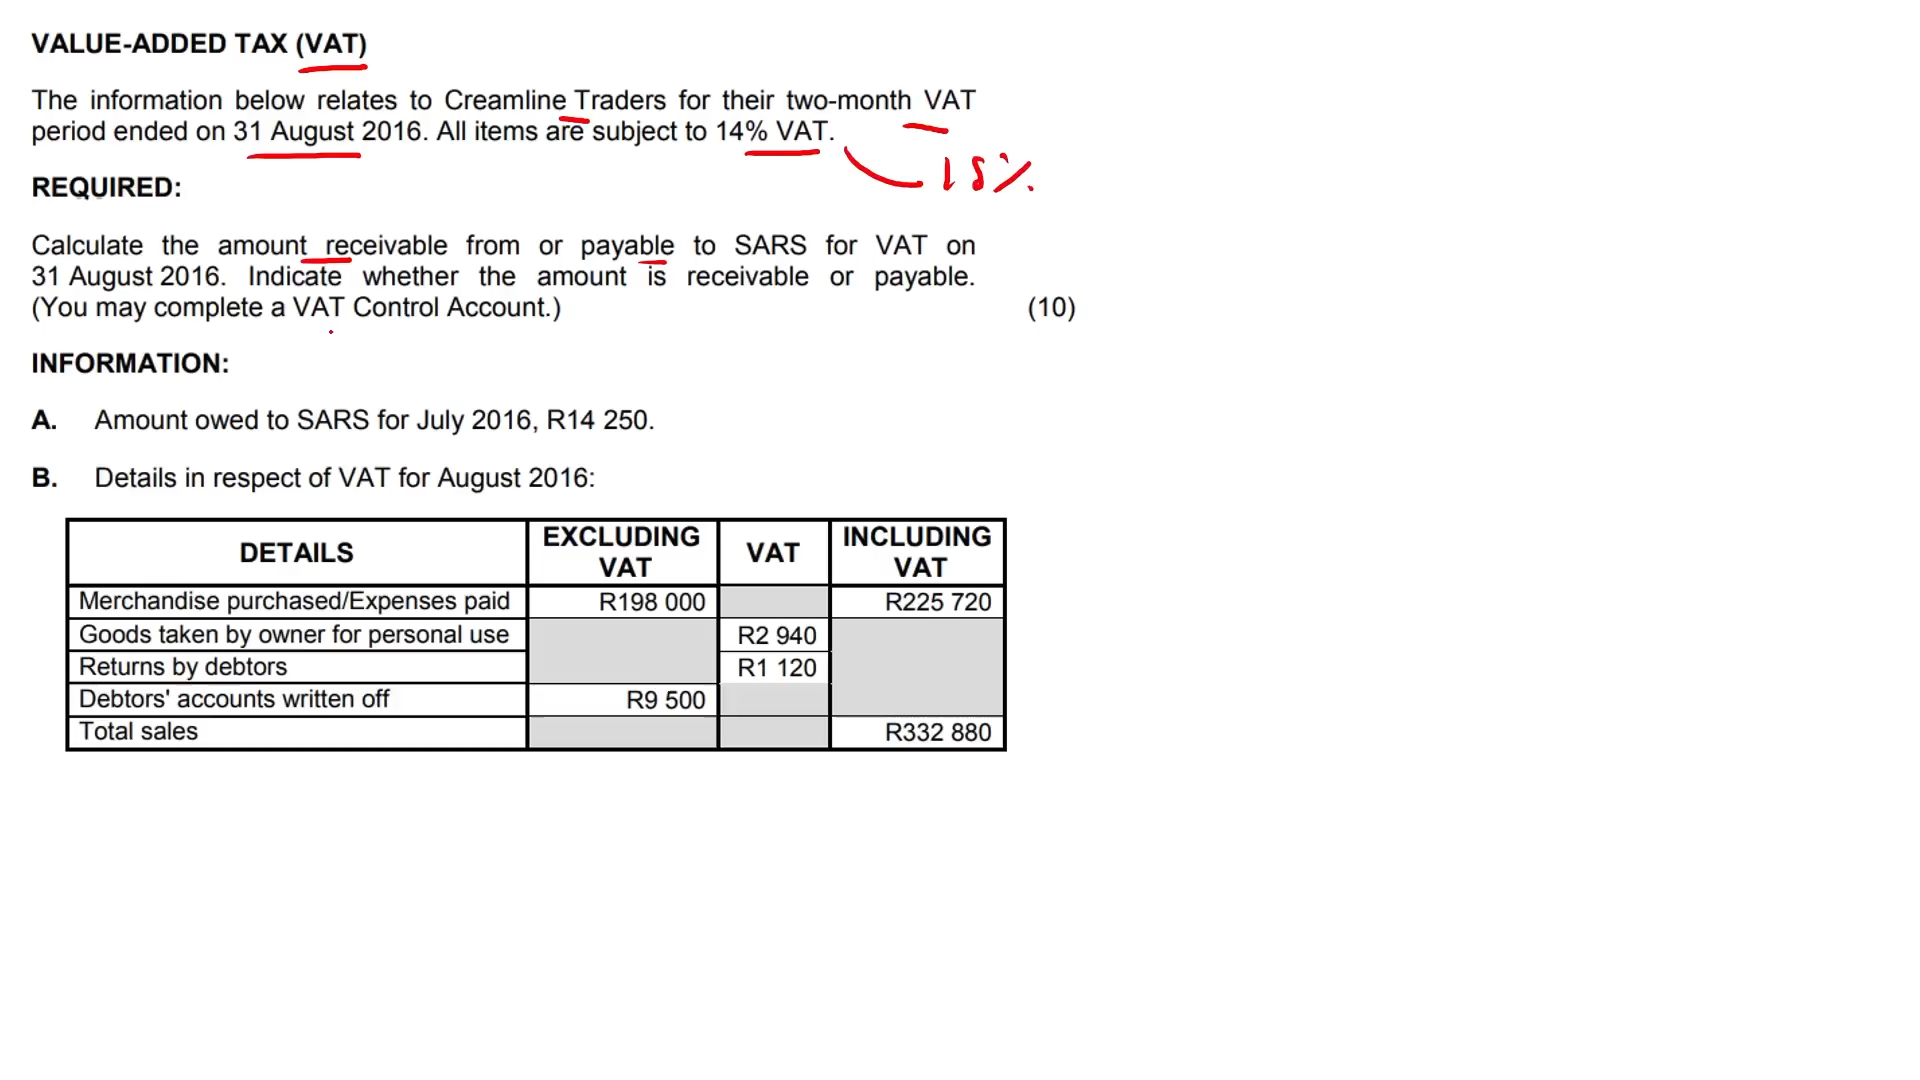 VALUE-ADDED TAX (VAT)
The information below relates to Creamline Traders for their two-month VAT
period ended on 31 August 2016. All items are subject to 14% VAT.
15%
REQUIRED:
Calculate the amount receivable from or payable to SARS for VAT on
31 August 2016. Indicate whether the amount is receivable or payable.
(You may complete a VAT Control Account.) (10)
INFORMATION:
A. Amount owed to SARS for July 2016, R14 250.
B. Details in respect of VAT for August 2016:
DETAILS EXCLUDING VAT VAT INCLUDING VAT
Merchandise purchased/Expenses paid R198 000 R225 720
Goods taken by owner for personal use R2 940
Returns by debtors R1 120
Debtors' accounts written off R9 500
Total sales R332 880